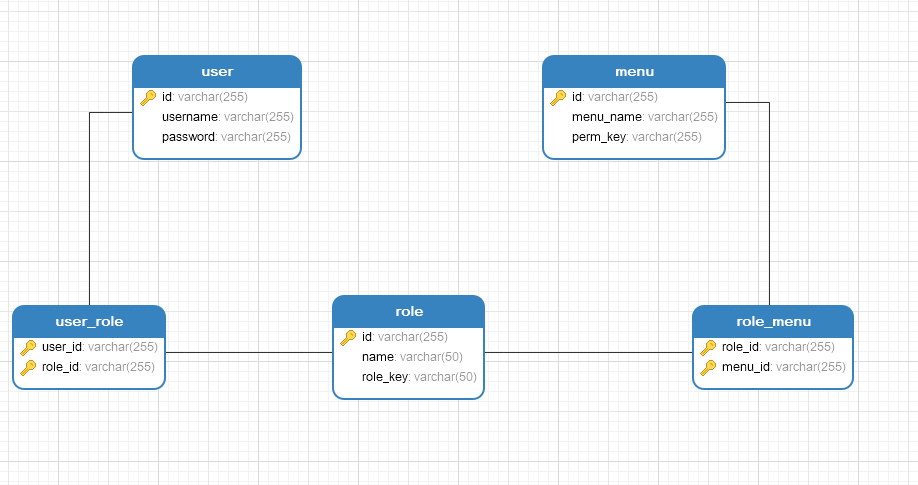 user
id: varchar(255)
username: varchar(255)
password: varchar(255)
menu
id: varchar(255)
menu_name: varchar(255)
perm_key: varchar(255)
user_role
user_id: varchar(255)
role_id: varchar(255)
role
id: varchar(255)
name: varchar(50)
role_key: varchar(50)
role_menu
role_id: varchar(255)
menu_id: varchar(255)